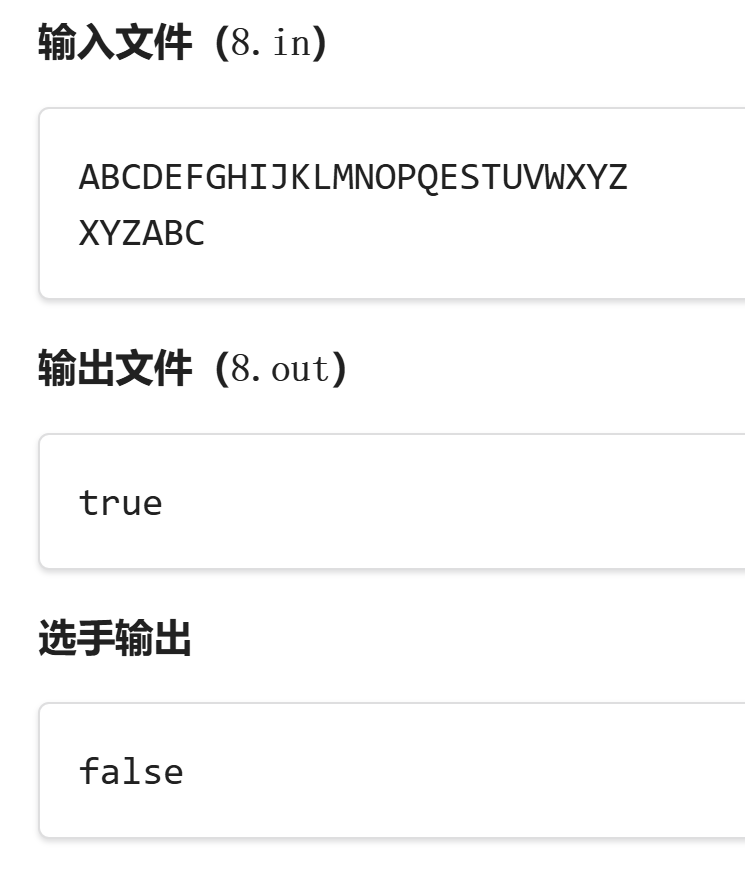 输入文件（8. in）
ABCDEFGHIJKLMNOPQESTUVWXYZ
XYZABC
输出文件（8. out）
true
选手输出
false